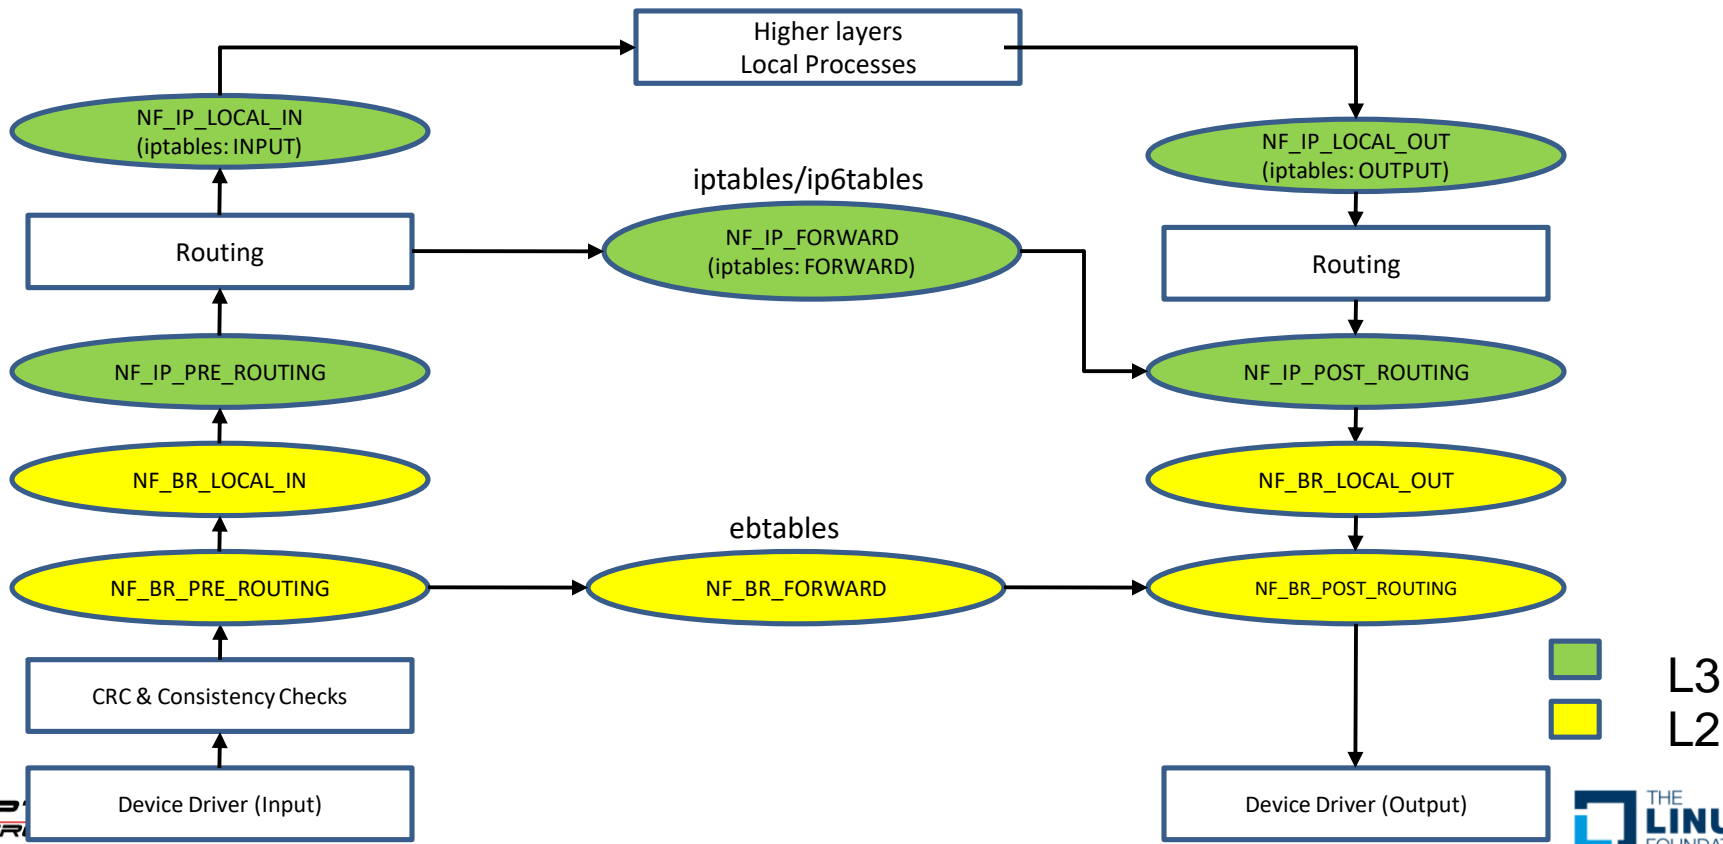 Higher layers
Local Processes
NF_IP_LOCAL_IN
(iptables: INPUT)
NF_IP_LOCAL_OUT
(iptables: OUTPUT)
iptables/ip6tables
NF_IP_FORWARD
(iptables: FORWARD)
Routing
Routing
NF_IP_PRE_ROUTING
NF_IP_POST_ROUTING
NF_BR_LOCAL_IN
NF_BR_LOCAL_OUT
ebtables
NF_BR_PRE_ROUTING
NF_BR_FORWARD
NF_BR_POST_ROUTING
CRC & Consistency Checks
L3
L2
Device Driver (Input)
Device Driver (Output)
THE